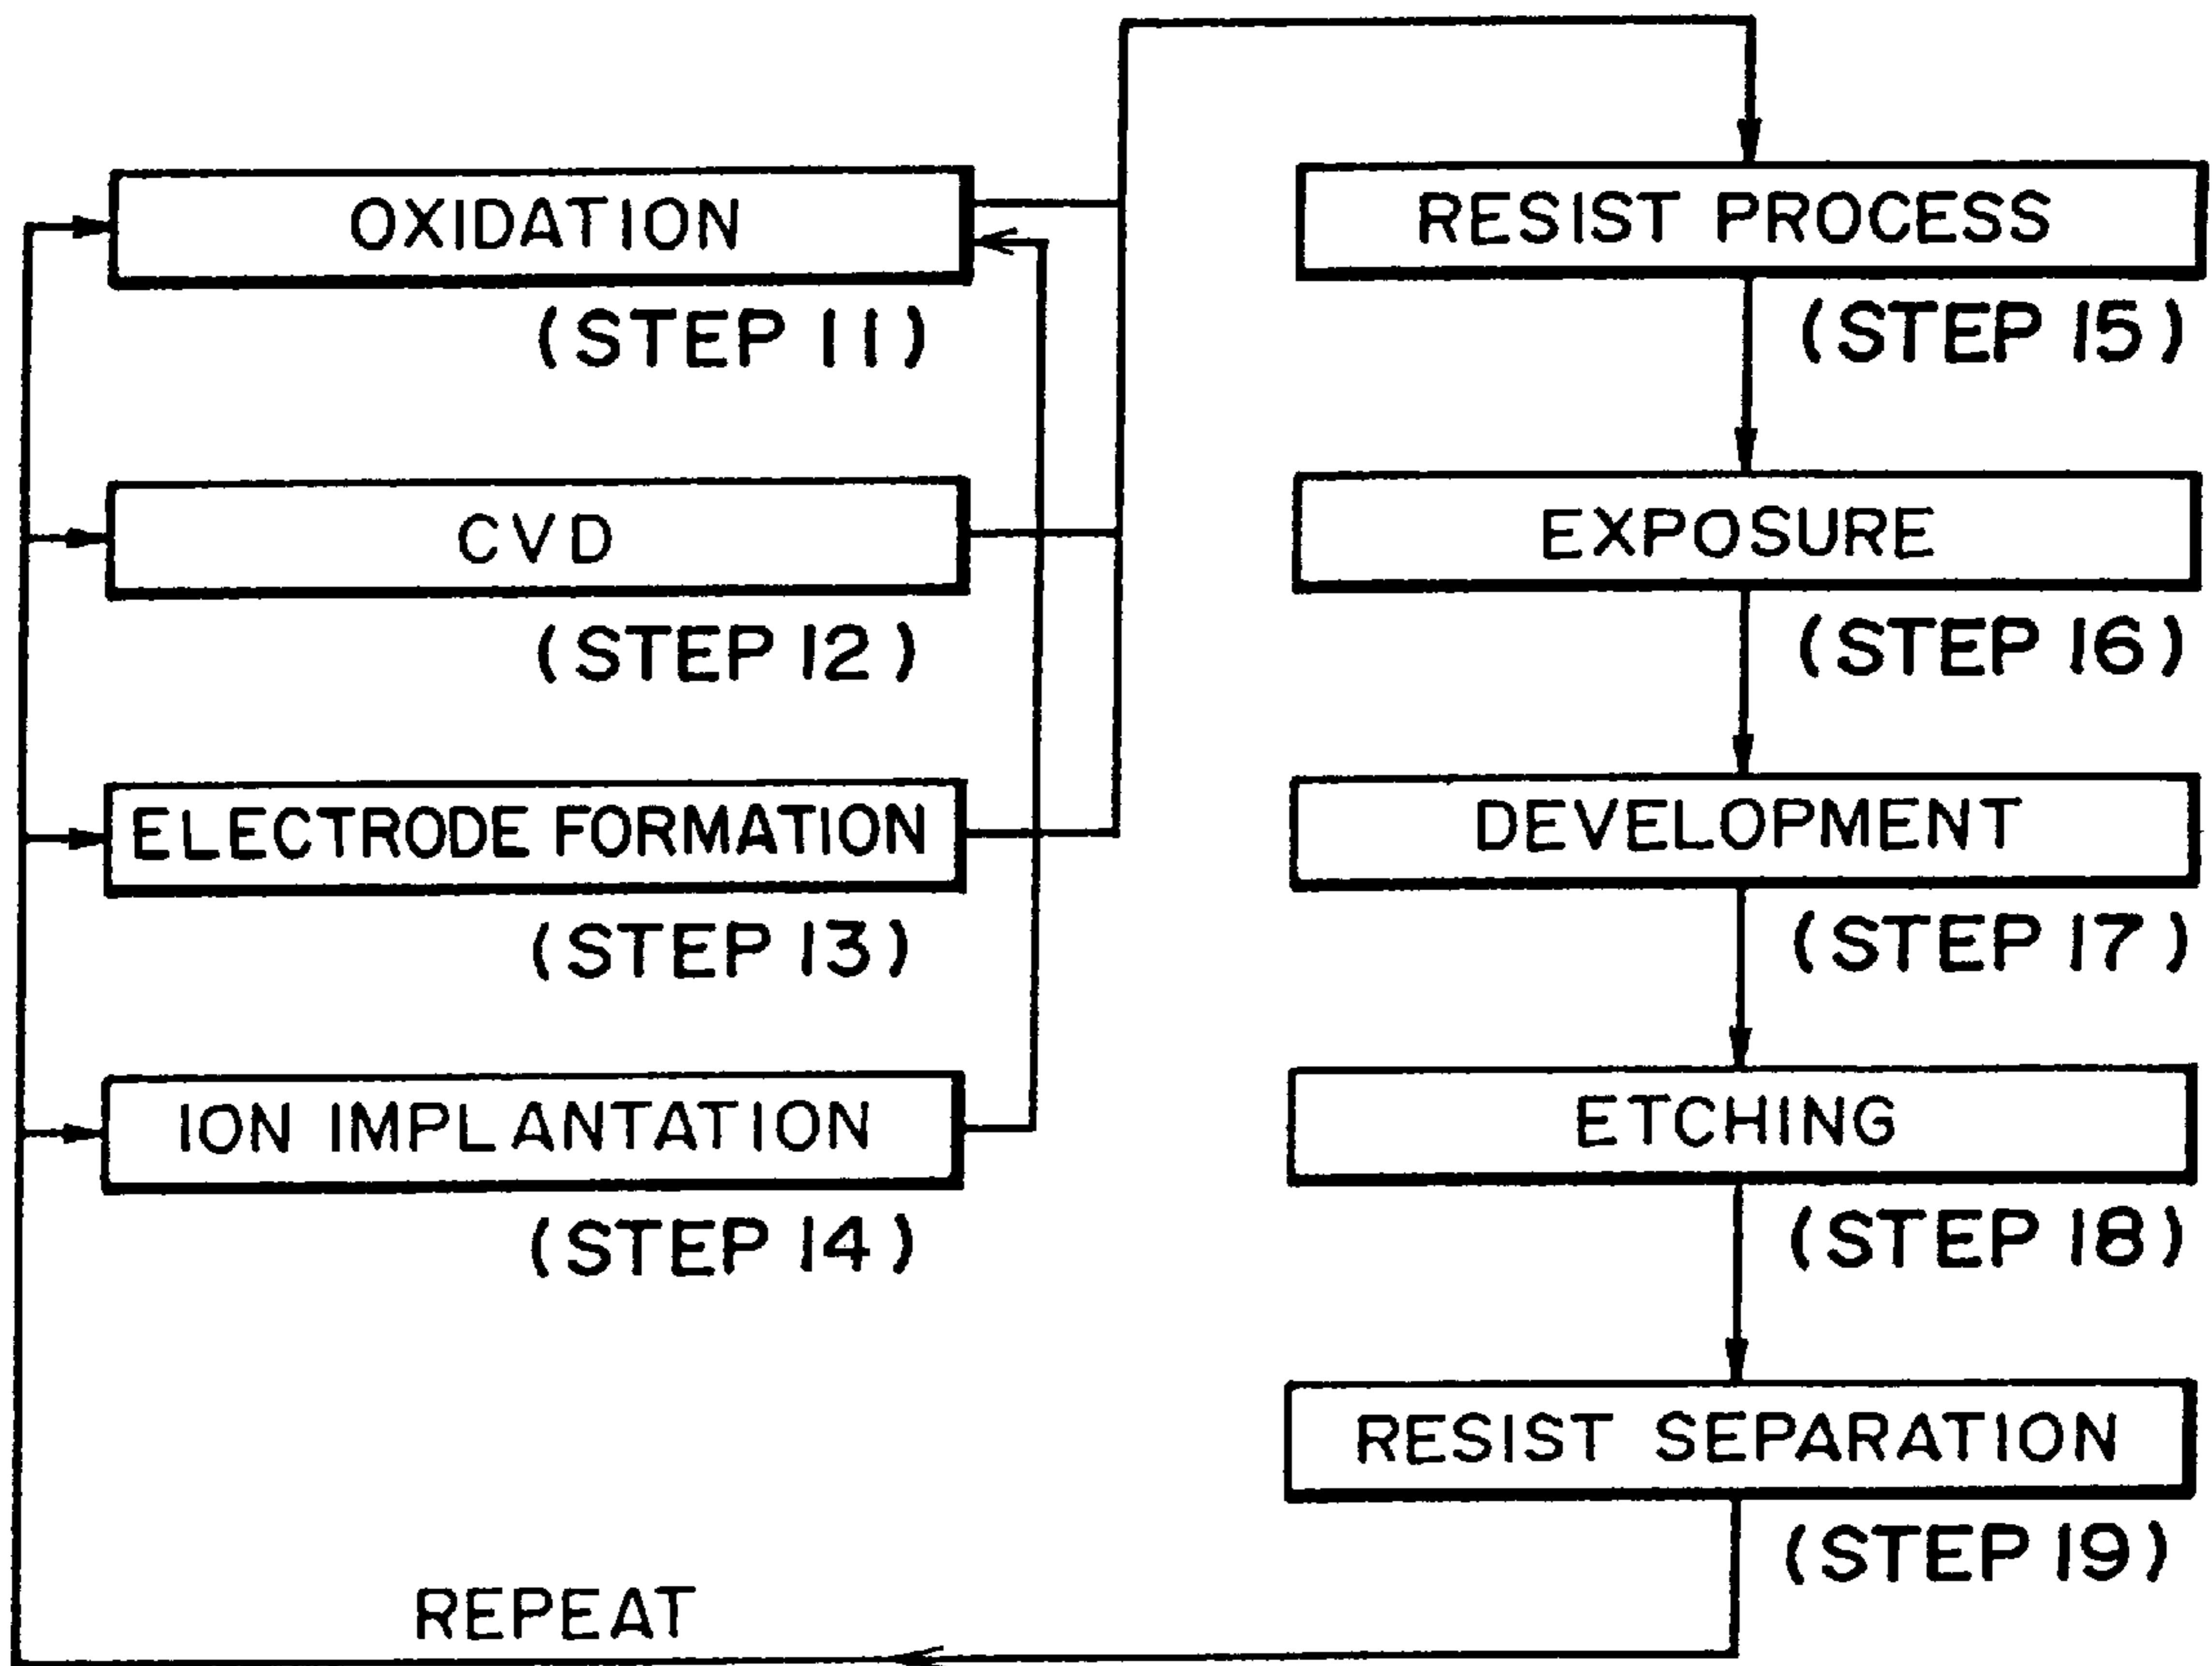 OXIDATION
(STEP 11)
CVD
(STEP 12)
ELECTRODE FORMATION
(STEP 13)
ION IMPLANTATION
(STEP 14)
RESIST PROCESS
(STEP 15)
EXPOSURE
(STEP 16)
DEVELOPMENT
(STEP 17)
ETCHING
(STEP 18)
RESIST SEPARATION
(STEP 19)
REPEAT